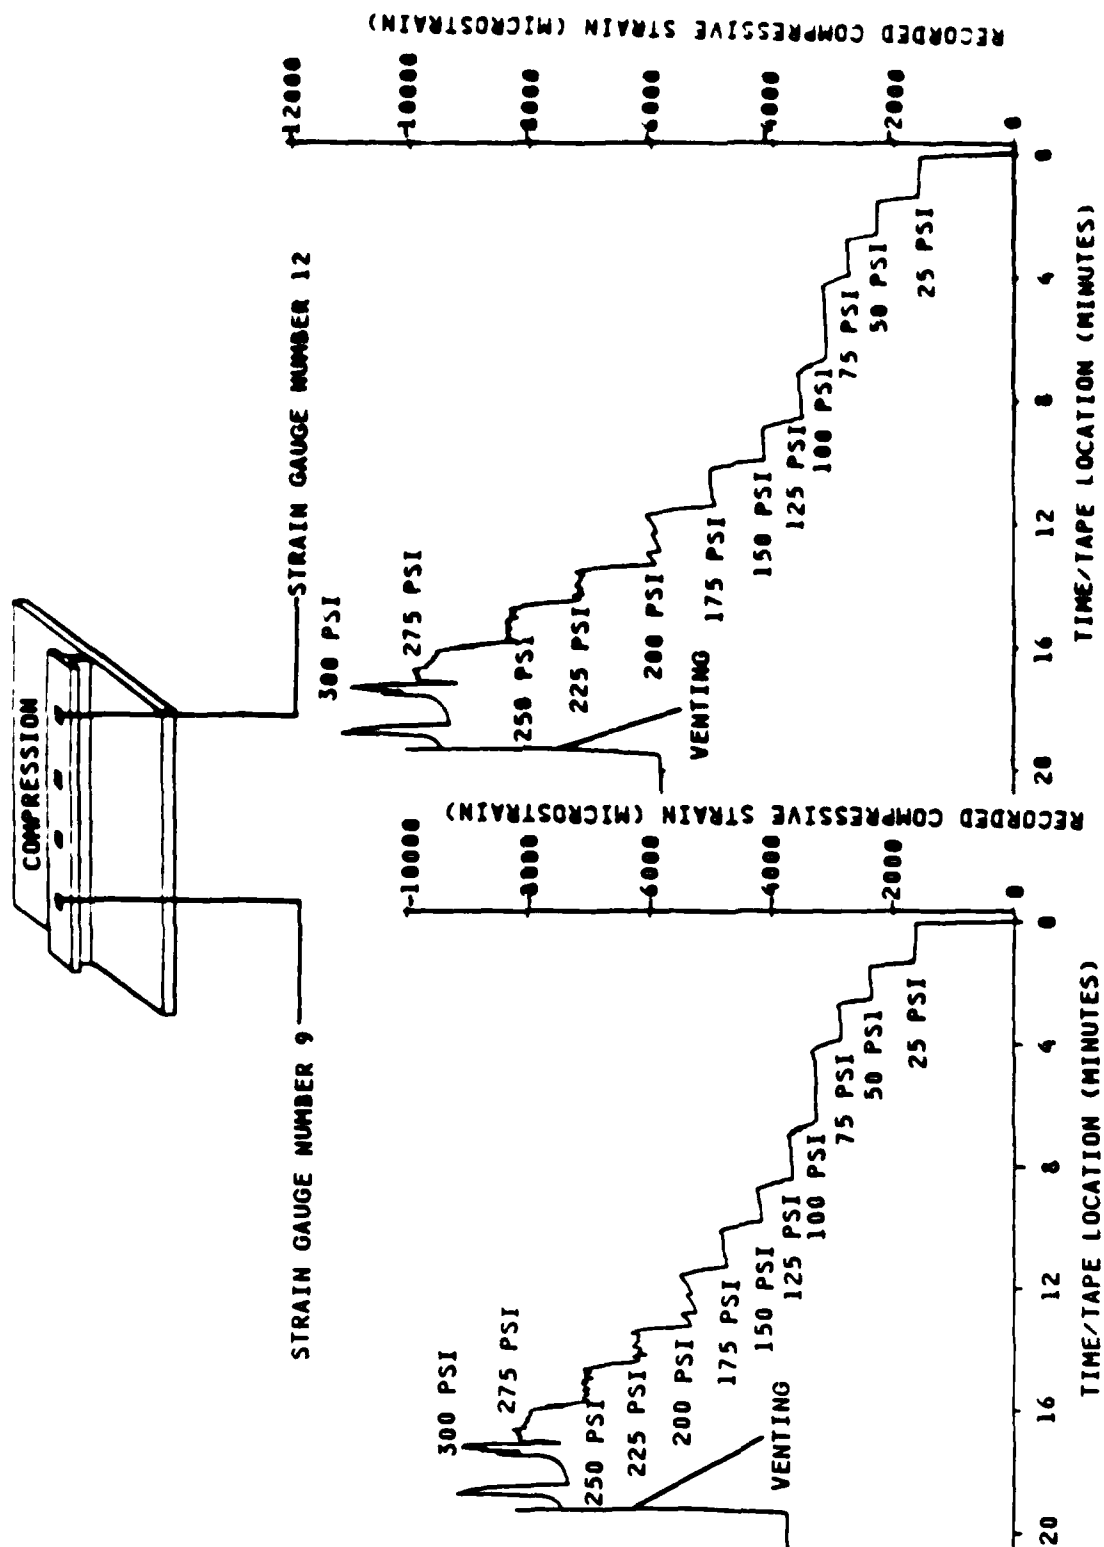 COMPRESSION
STRAIN GAUGE NUMBER 9
STRAIN GAUGE NUMBER 12
RECORDED COMPRESSIVE STRAIN (MICROSTRAIN)
-10000
-8000
-6000
-4000
-2000
0
300 PSI
275 PSI
250 PSI
225 PSI
200 PSI
175 PSI
150 PSI
125 PSI
100 PSI
75 PSI
50 PSI
25 PSI
VENTING
0
4
8
12
16
20
TIME/TAPE LOCATION (MINUTES)
RECORDED COMPRESSIVE STRAIN (MICROSTRAIN)
-12000
-10000
-8000
-6000
-4000
-2000
0
300 PSI
275 PSI
250 PSI
225 PSI
200 PSI
175 PSI
150 PSI
125 PSI
100 PSI
75 PSI
50 PSI
25 PSI
VENTING
0
4
8
12
16
20
TIME/TAPE LOCATION (MINUTES)